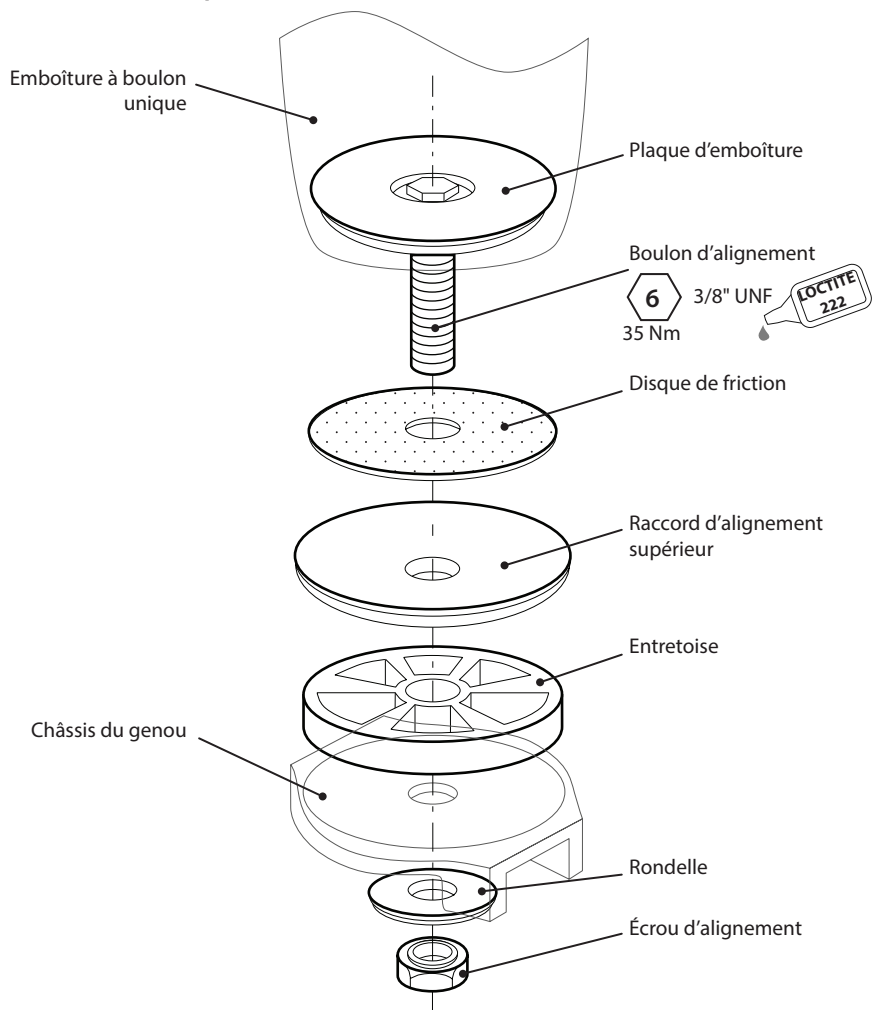 Emboîture à boulon
unique
Plaque d'emboîture
Boulon d'alignement
6
3/8" UNF
LOCTITE
222
35 Nm
Disque de friction
Raccord d'alignement
supérieur
Entretoise
Châssis du genou
Rondelle
Écrou d'alignement